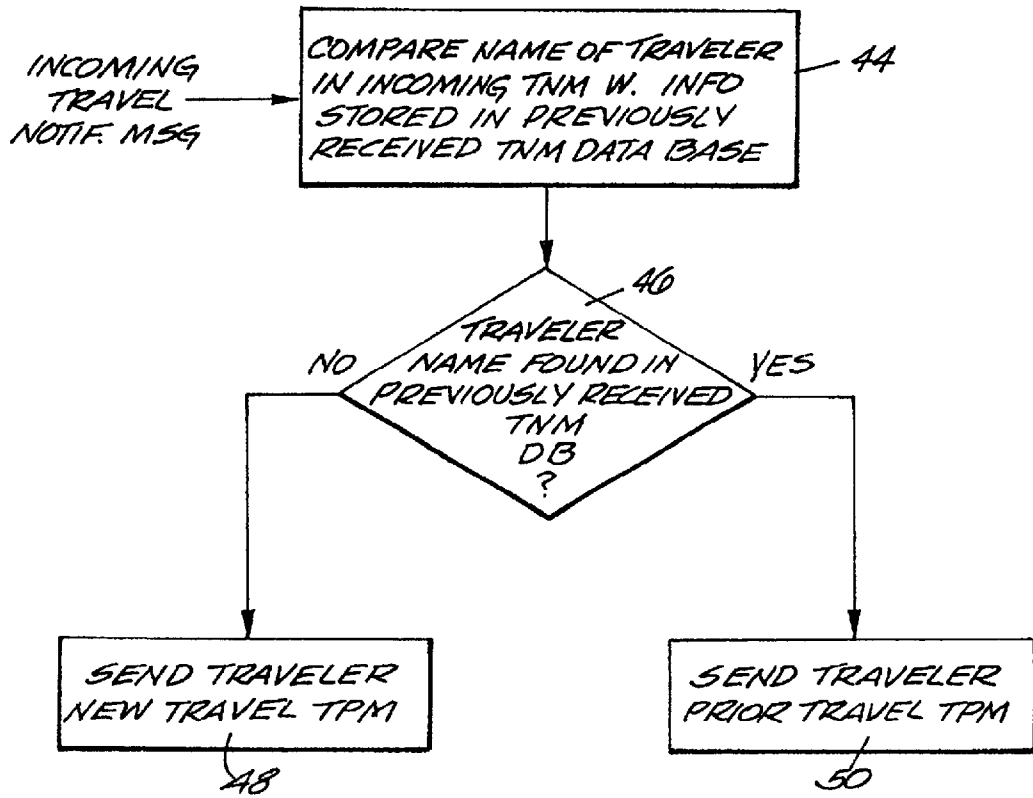 INCOMING
TRAVEL
NOTIF. MSG
COMPARE NAME OF TRAVELER
IN INCOMING TNM W. INFO
STORED IN PREVIOUSLY
RECEIVED TNM DATA BASE
44
46
TRAVELER
NAME FOUND IN
PREVIOUSLY RECEIVED
TNM
DB
?
NO
YES
SEND TRAVELER
NEW TRAVEL TPM
48
SEND TRAVELER
PRIOR TRAVEL TPM
50